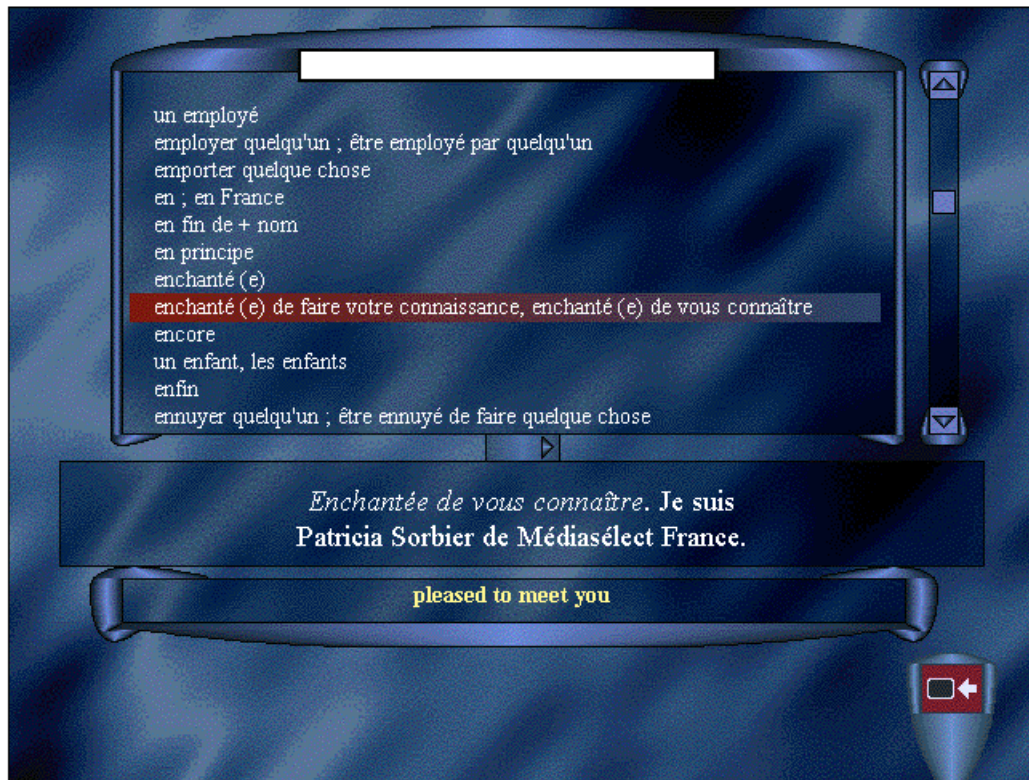 un employé
employer quelqu'un ; être employé par quelqu'un
emporter quelque chose
en ; en France
en fin de + nom
en principe
enchanté (e)
enchanté (e) de faire votre connaissance, enchanté (e) de vous connaître
encore
un enfant, les enfants
enfin
ennuyer quelqu'un ; être ennuyé de faire quelque chose
Enchantée de vous connaître. Je suis
Patricia Sorbier de Médiasélect France.
pleased to meet you